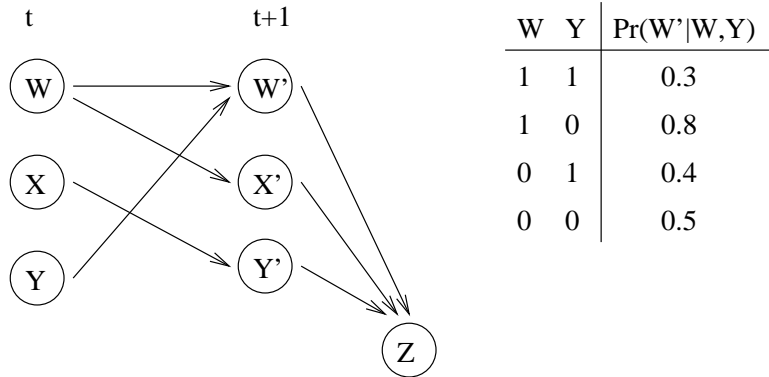 t t+1
W W'
X X'
Y Y'
Z
W Y Pr(W'|W,Y)
1 1 0.3
1 0 0.8
0 1 0.4
0 0 0.5